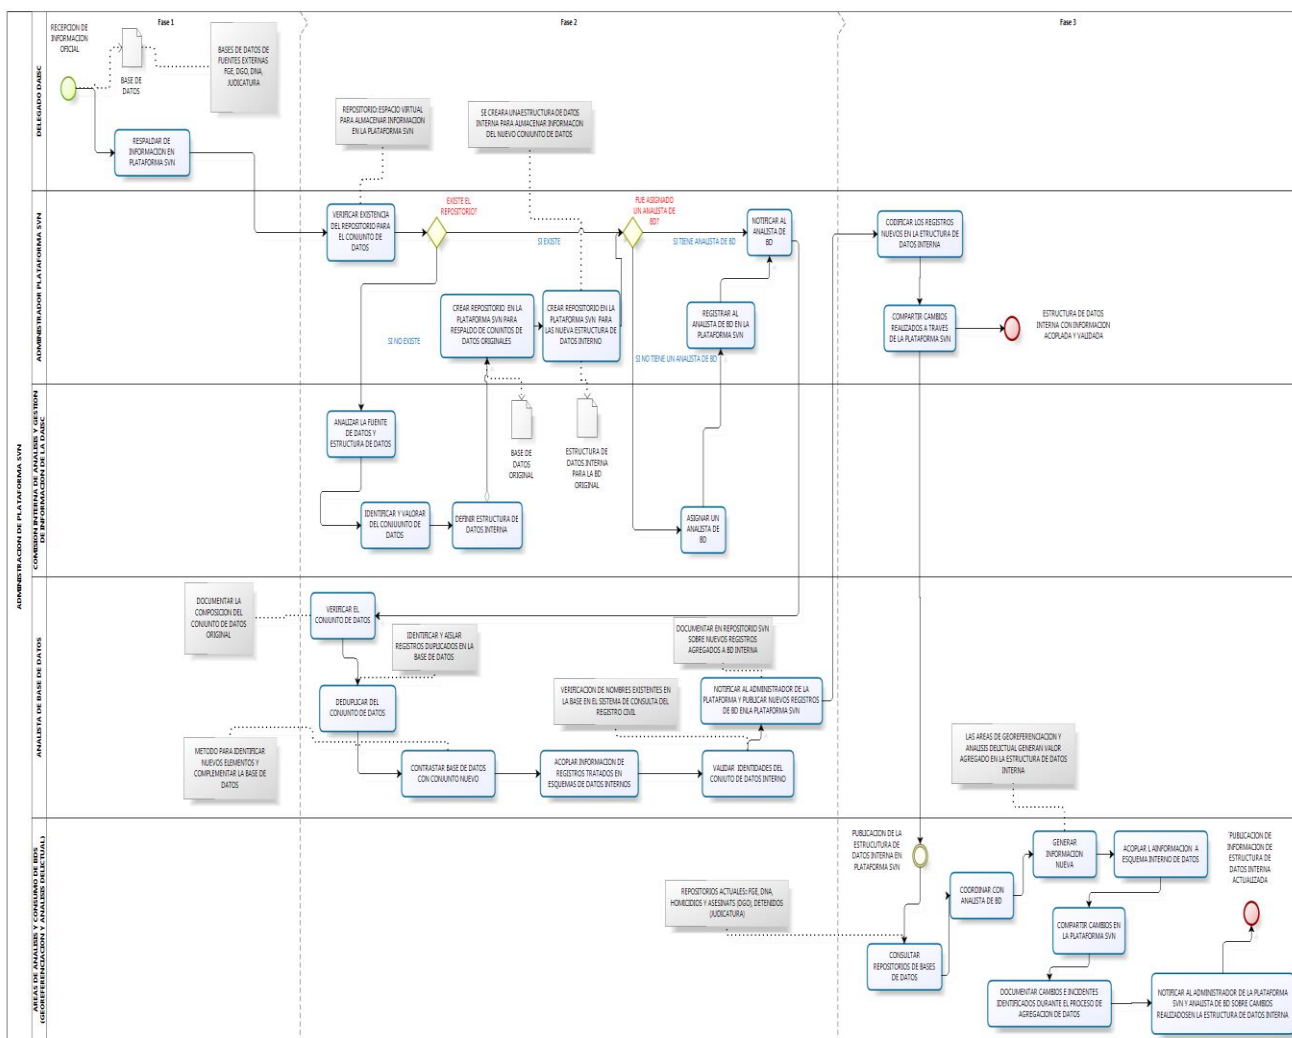 Fase 1
Fase 2
Fase 3
ADMINISTRACION DE PLATAFORMA SVN
DELEGADO DAISC
RECEPCION DE
INFORMACION
OFICIAL
BASE DE
DATOS
BASES DE DATOS DE
FUENTES EXTERNAS
FGE, DGO, DNA,
JUDICATURA
RESPALDAR DE
INFORMACION EN
PLATAFORMA SVN
REPOSITORIO: ESPACIO VIRTUAL
PARA ALMACENAR INFORMACION
EN LA PLATAFORMA SVN
SE CREARA UNA ESTRUCTURA DE DATOS
INTERNA PARA ALMACENAR INFORMACON
DEL NUEVO CONJUNTO DE DATOS
ADMINISTRADOR PLATAFORMA SVN
VERIFICAR EXISTENCIA
DEL REPOSITORIO PARA
EL CONJUNTO DE
DATOS
EXISTE EL
REPOSITORIO?
SI EXISTE
SI NO EXISTE
FUE ASIGNADO
UN ANALISTA DE
BD?
SI TIENE ANALISTA DE BD
NOTIFICAR AL
ANALISTA DE
BD
CREAR REPOSITORIO EN LA
PLATAFORMA SVN PARA
RESPALDO DE CONINTOS DE
DATOS ORIGINALES
CREAR REPOSITORIO EN LA
PLATAFORMA SVN PARA
LAS NUEVA ESTRUCTURA DE
DATOS INTERNO
REGISTRAR AL
ANALISTA DE BD EN LA
PLATAFORMA SVN
SI NO TIENE UN ANALISTA DE BD
CODIFICAR LOS REGISTROS
NUEVOS EN LA ETRUCTURA DE
DATOS INTERNA
COMPARTIR CAMBIOS
REALIZADOS A TRAVES
DE LA PLATAFORMA SVN
ESTRUCTURA DE DATOS
INTERNA CON INFORMACION
ACOPLADA Y VALIDADA
COMISION INTERNA DE ANALISIS Y GESTION
DE INFORMACION DE LA DAISC
ANALIZAR LA FUENTE
DE DATOS Y
ESTRUCTURA DE DATOS
IDENTIFICAR Y VALORAR
DEL CONJUUNTO DE
DATOS
DEFINIR ESTRUCTURA DE
DATOS INTERNA
BASE DE
DATOS
ORIGINAL
ESTRUCTURA DE
DATOS INTERNA
PARA LA BD
ORIGINAL
ASIGNAR UN
ANALISTA DE
BD
ANALISTA DE BASE DE DATOS
DOCUMENTAR LA
COMPOSICION DEL
CONJUNTO DE DATOS
ORIGINAL
VERIFICAR EL
CONJUNTO DE DATOS
IDENTIFICAR Y AISLAR
REGISTROS DUPLICADOS EN LA
BASE DE DATOS
DEDUPLICAR DEL
CONJUNTO DE DATOS
METODO PARA IDENTIFICAR
NUEVOS ELEMENTOS Y
COMPLEMENTAR LA BASE DE
DATOS
CONTRASTAR BASE DE DATOS
CON CONJUNTO NUEVO
ACOPLAR INFORMACION DE
REGISTROS TRATADOS EN
ESQUEMAS DE DATOS INTERNOS
VERIFICACION DE NOMBRES EXISTENTES EN
LA BASE EN EL SISTEMA DE CONSULTA DEL
REGISTRO CIVIL
VALIDAR IDENTIDADES DEL
CONJUTO DE DATOS INTERNO
DOCUMENTAR EN REPOSITORIO SVN
SOBRE NUEVOS REGISTROS
AGREGADOS A BD INTERNA
NOTIFICAR AL ADMINISTRADOR DE LA
PLATAFORMA Y PUBLICAR NUEVOS REGISTROS
DE BD ENLA PLATAFORMA SVN
LAS AREAS DE GEOREFERENCIACION Y
ANALISIS DELICTUAL GENERAN VALOR
AGREGADO EN LA ESTRUCTURA DE DATOS
INTERNA
AREAS DE ANALISIS Y CONSUMO DE BDS
(GEOREFERENCIACION Y ANALISIS DELICTUAL)
REPOSITORIOS ACTUALES: FGE, DNA,
HOMICIDIOS Y ASESINATS (DGO), DETENIDOS
(JUDICATURA)
PUBLICACION DE LA
ESTRUCUTURA DE
DATOS INTERNA EN
PLATAFORMA SVN
CONSULTAR
REPOSITORIOS DE BASES
DE DATOS
COORDINAR CON
ANALISTA DE BD
GENERAR
INFORMACION
NUEVA
ACOPLAR L AINFORMACION A
ESQUEMA INTERNO DE DATOS
COMPARTIR CAMBIOS EN
LA PLATAFORMA SVN
DOCUMENTAR CAMBIOS E INCIDENTES
IDENTIFICADOS DURANTE EL PROCESO DE
AGREGACION DE DATOS
NOTIFICAR AL ADMINISTRADOR DE LA PLATAFORMA
SVN Y ANALISTA DE BD SOBRE CAMBIOS
REALIZADOSEN LA ESTRUCTURA DE DATOS INTERNA
'PUBLICACION DE
INFORMACION DE
ESTRUCTURA DE
DATOS INTERNA
ACTUALIZADA